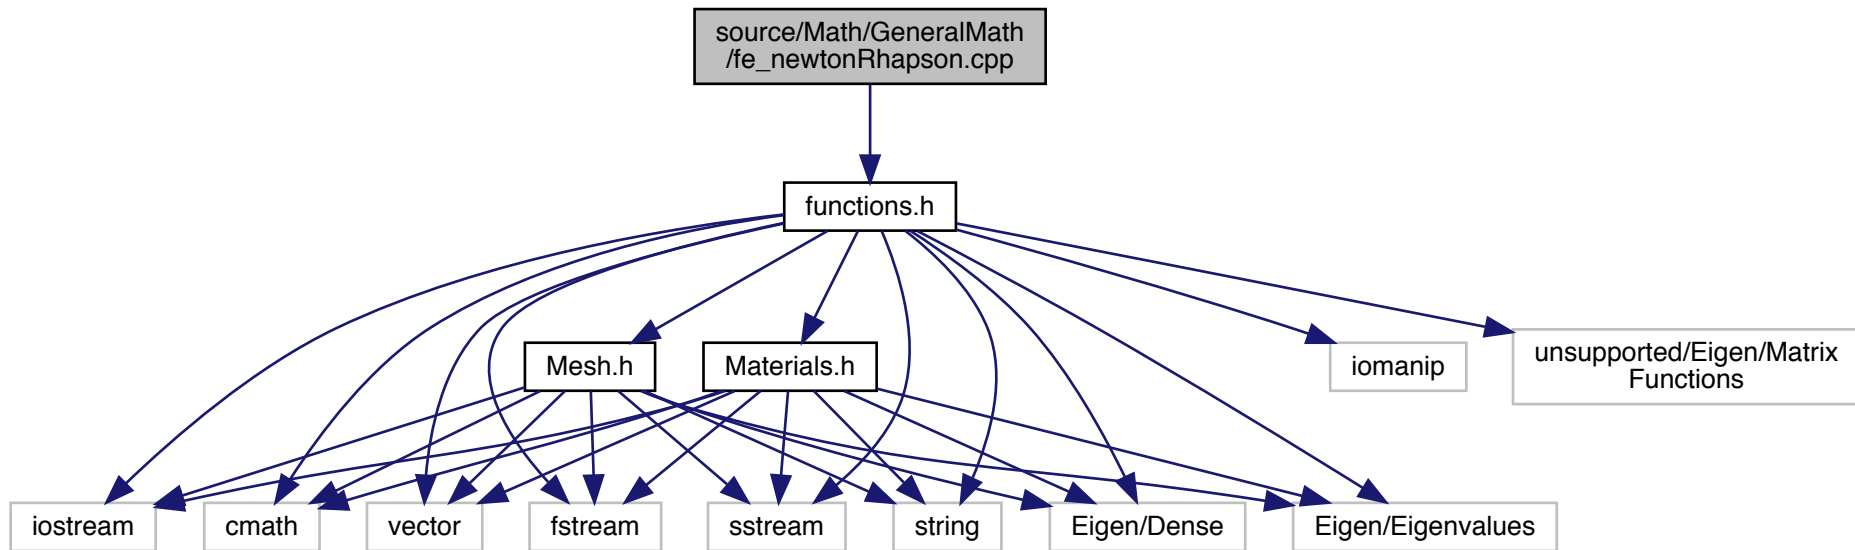 source/Math/GeneralMath
/fe_newtonRhapson.cpp
functions.h
Mesh.h
Materials.h
iomanip
unsupported/Eigen/Matrix
Functions
iostream
cmath
vector
fstream
sstream
string
Eigen/Dense
Eigen/Eigenvalues